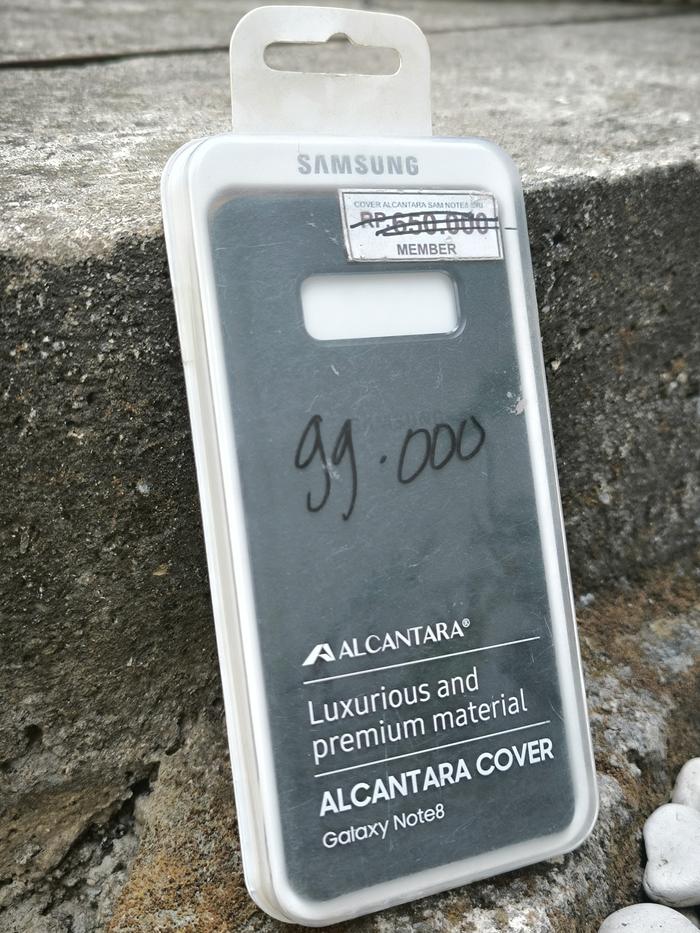 SAMSUNG
COVER ALCANTARA SAM NOTE8 ORI
RP 650.000
MEMBER
99.000
ALCANTARA®
Luxurious and
premium material
ALCANTARA COVER
Galaxy Note8